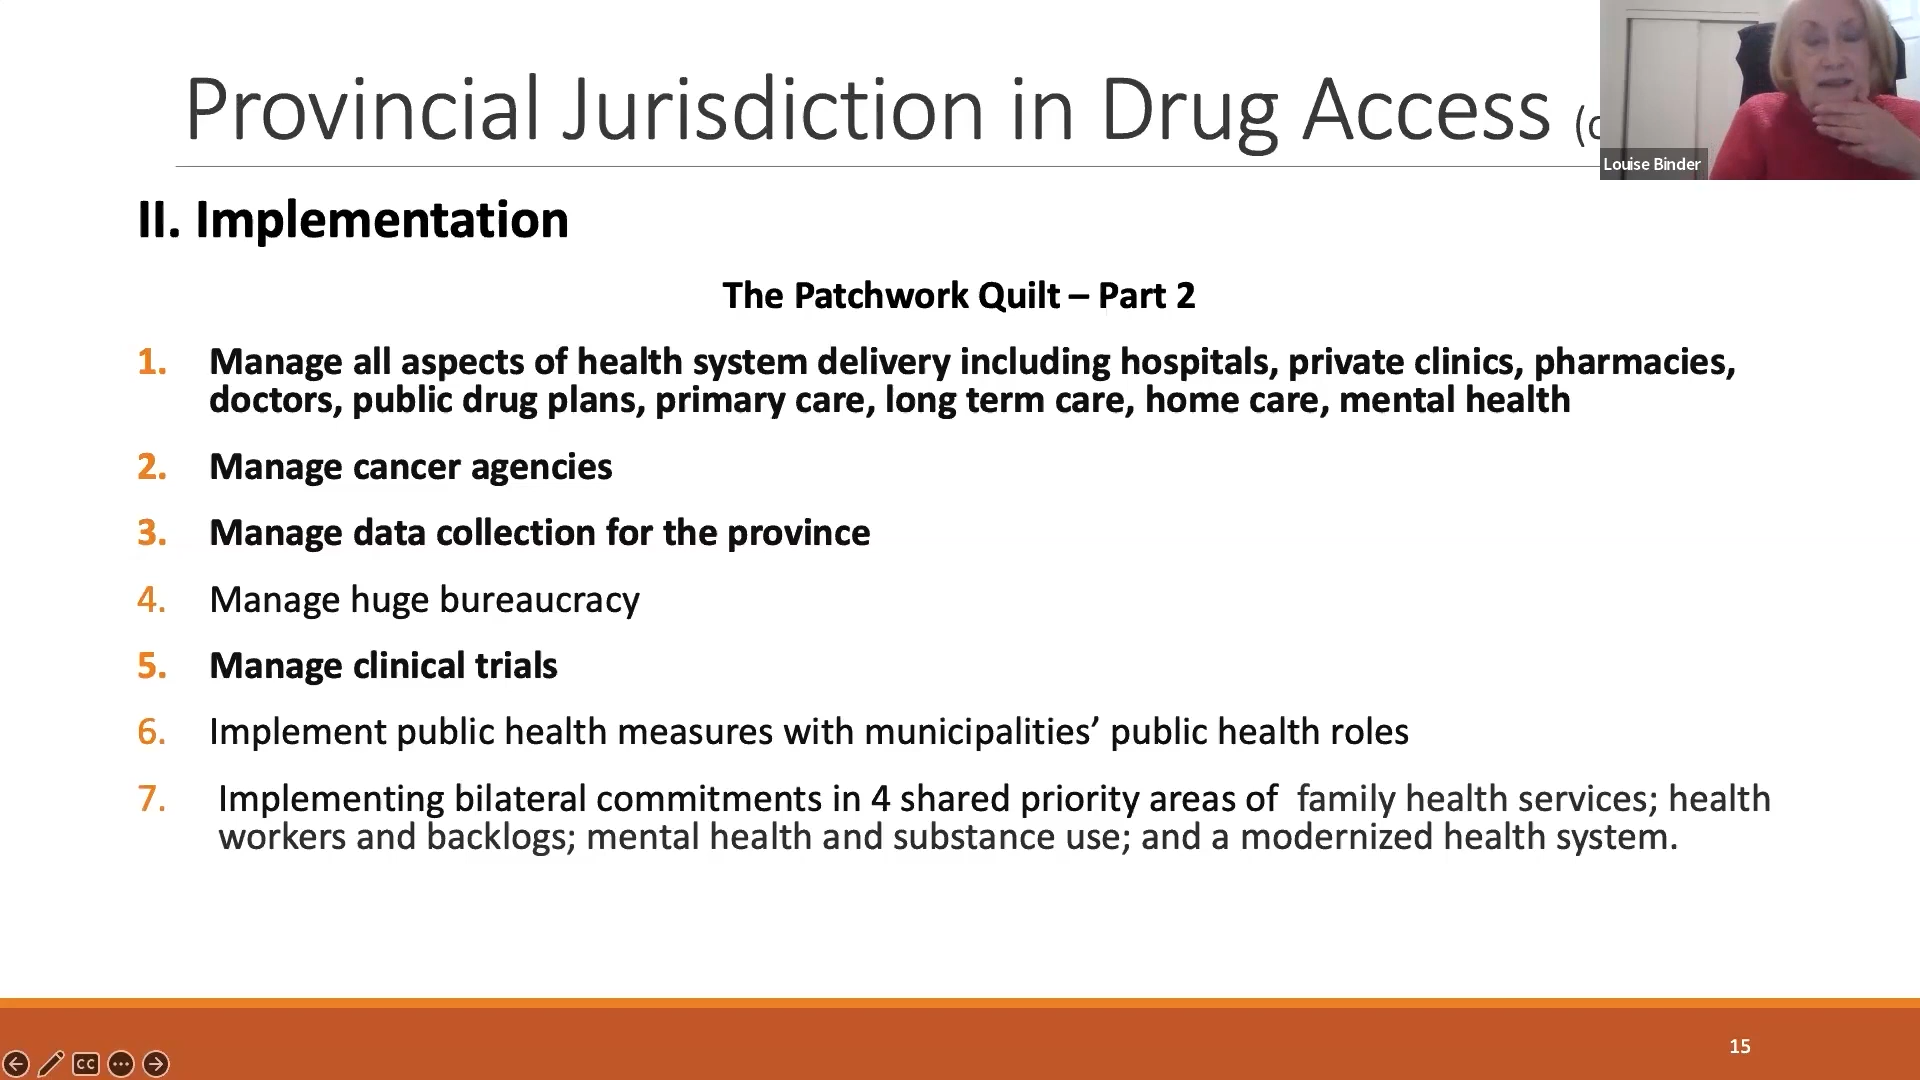 Provincial Jurisdiction in Drug Access
Louise Binder
II. Implementation
The Patchwork Quilt – Part 2
1. Manage all aspects of health system delivery including hospitals, private clinics, pharmacies,
doctors, public drug plans, primary care, long term care, home care, mental health
2. Manage cancer agencies
3. Manage data collection for the province
4. Manage huge bureaucracy
5. Manage clinical trials
6. Implement public health measures with municipalities’ public health roles
7. Implementing bilateral commitments in 4 shared priority areas of family health services; health
workers and backlogs; mental health and substance use; and a modernized health system.
CC
15